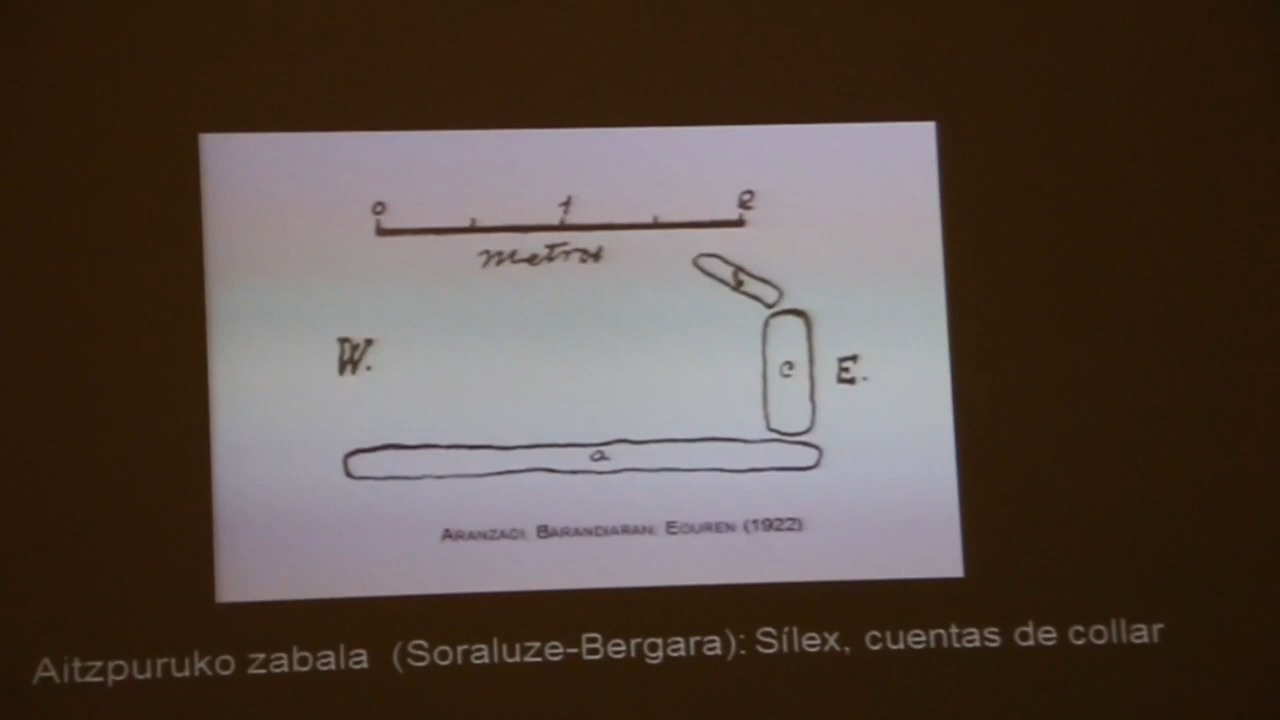 0 1 2
metros
b
W. c E.
a
ARANZADI, BARANDIARAN, EGUREN (1922)
Aitzpuruko zabala (Soraluze-Bergara): Sílex, cuentas de collar